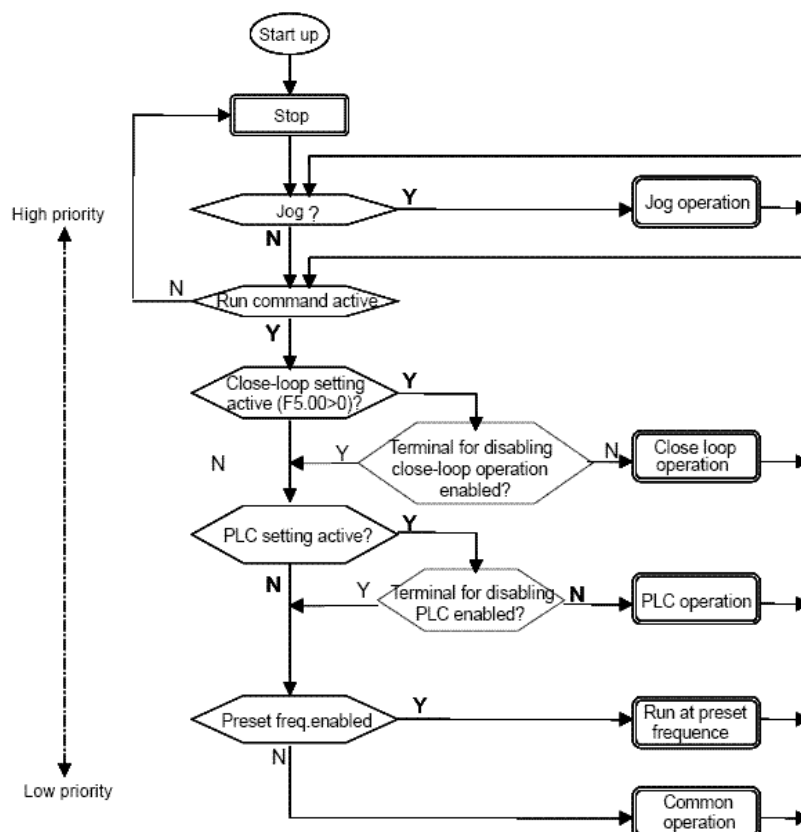 Start up
Stop
High priority
Jog ?
Y
Jog operation
N
N
Run command active
Y
Close-loop setting
active (F5.00>0)?
Y
N
Y
Terminal for disabling
close-loop operation
enabled?
N
Close loop
operation
PLC setting active?
Y
N
Y
Terminal for disabling
PLC enabled?
N
PLC operation
Preset freq.enabled
Y
Run at preset
frequence
N
Low priority
Common
operation